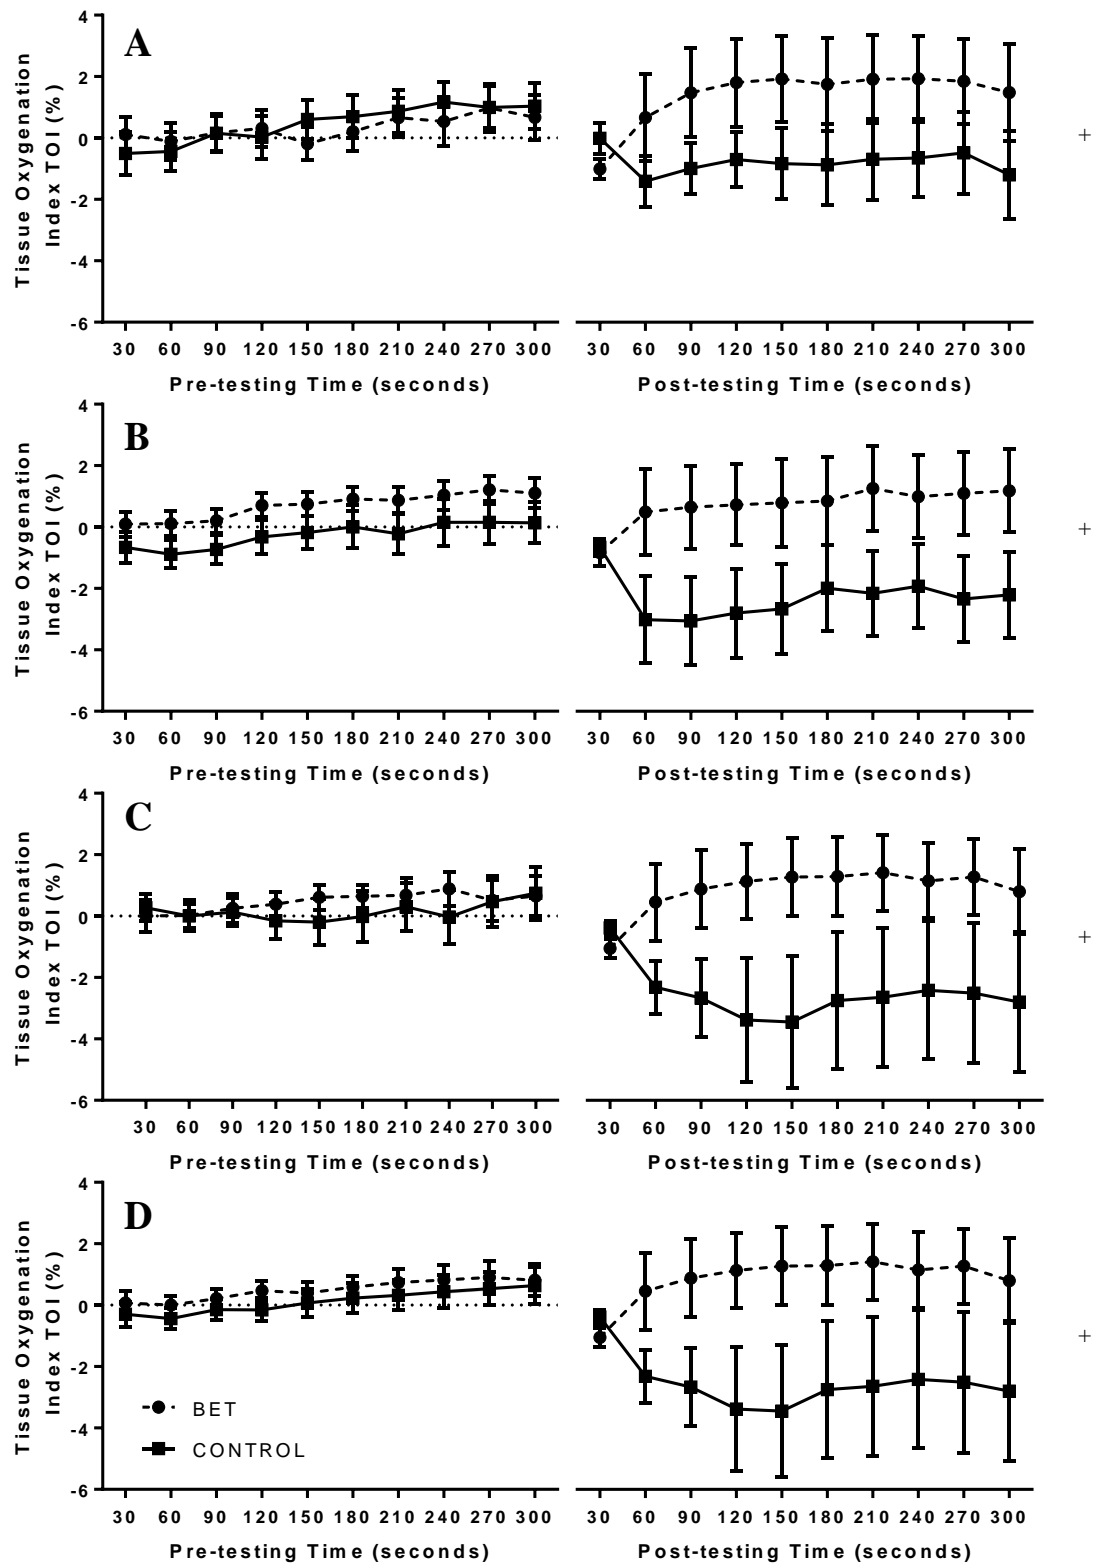 A
Tissue Oxygenation
Index TOI (%)
4
2
0
-2
-4
-6
30 60 90 120 150 180 210 240 270 300
30 60 90 120 150 180 210 240 270 300
Pre-testing Time (seconds)
Post-testing Time (seconds)
+
B
Tissue Oxygenation
Index TOI (%)
4
2
0
-2
-4
-6
30 60 90 120 150 180 210 240 270 300
30 60 90 120 150 180 210 240 270 300
Pre-testing Time (seconds)
Post-testing Time (seconds)
+
C
Tissue Oxygenation
Index TOI (%)
4
2
0
-2
-4
-6
30 60 90 120 150 180 210 240 270 300
30 60 90 120 150 180 210 240 270 300
Pre-testing Time (seconds)
Post-testing Time (seconds)
+
D
Tissue Oxygenation
Index TOI (%)
4
2
0
-2
-4
-6
BET
CONTROL
30 60 90 120 150 180 210 240 270 300
30 60 90 120 150 180 210 240 270 300
Pre-testing Time (seconds)
Post-testing Time (seconds)
+